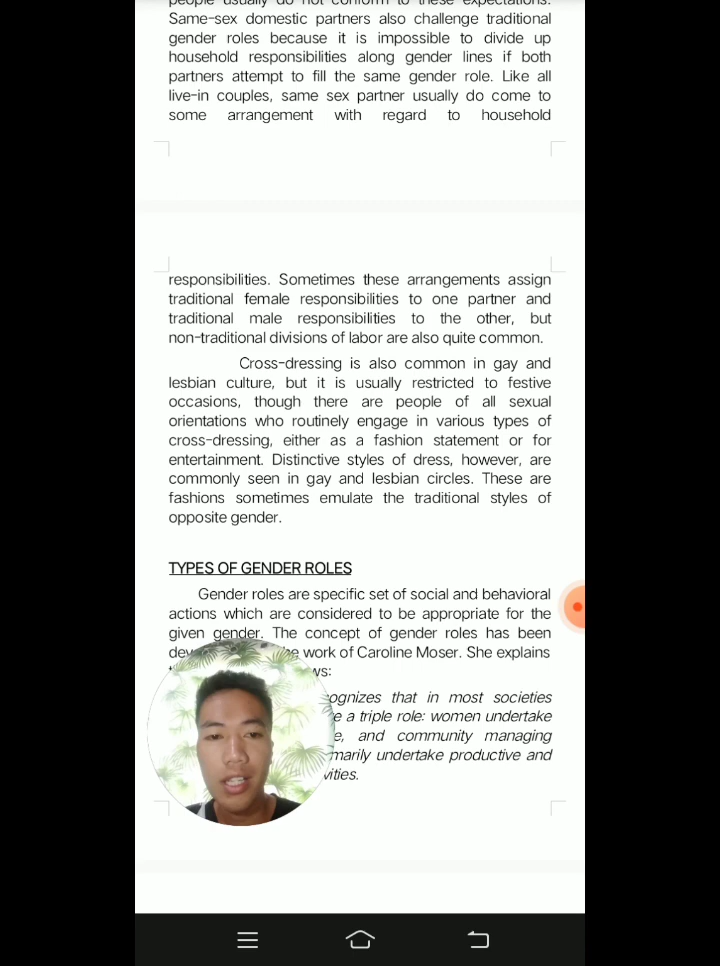 people usually do not conform to these expectations.
Same-sex domestic partners also challenge traditional
gender roles because it is impossible to divide up
household responsibilities along gender lines if both
partners attempt to fill the same gender role. Like all
live-in couples, same sex partner usually do come to
some arrangement with regard to household
responsibilities. Sometimes these arrangements assign
traditional female responsibilities to one partner and
traditional male responsibilities to the other, but
non-traditional divisions of labor are also quite common.
Cross-dressing is also common in gay and
lesbian culture, but it is usually restricted to festive
occasions, though there are people of all sexual
orientations who routinely engage in various types of
cross-dressing, either as a fashion statement or for
entertainment. Distinctive styles of dress, however, are
commonly seen in gay and lesbian circles. These are
fashions sometimes emulate the traditional styles of
opposite gender.
TYPES OF GENDER ROLES
Gender roles are specific set of social and behavioral
actions which are considered to be appropriate for the
given gender. The concept of gender roles has been
work of Caroline Moser. She explains
that in most societies
a triple role: women undertake
and community managing
undertake productive and